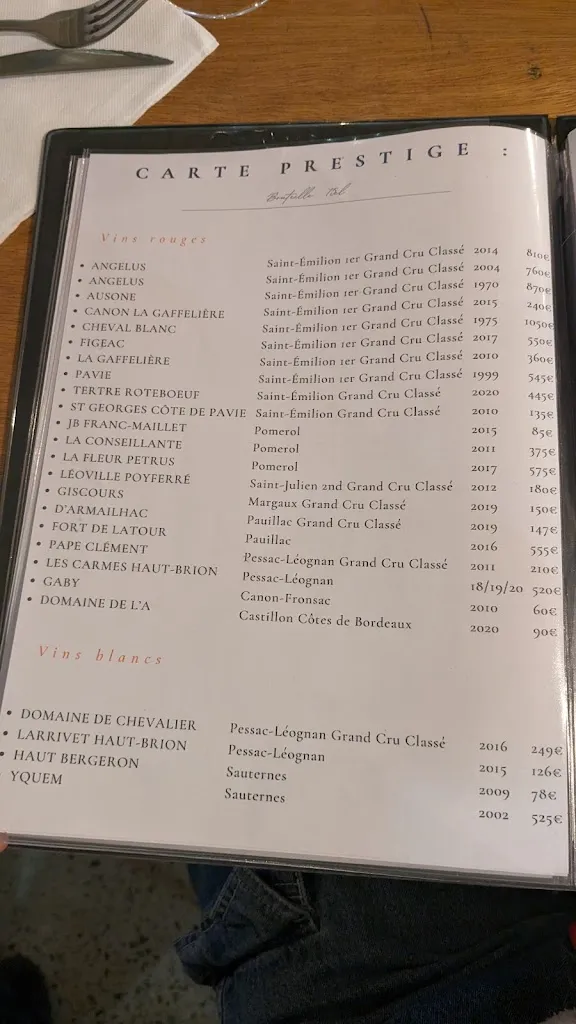 CARTE PRESTIGE :
Bouteille 75cl
Vins rouges
• ANGELUS Saint-Émilion 1er Grand Cru Classé 2014 810€
• ANGELUS Saint-Émilion 1er Grand Cru Classé 2004 760€
• AUSONE Saint-Émilion 1er Grand Cru Classé 1970 870€
• CANON LA GAFFELIÈRE Saint-Émilion 1er Grand Cru Classé 2015 240€
• CHEVAL BLANC Saint-Émilion 1er Grand Cru Classé 1975 1050€
• FIGEAC Saint-Émilion 1er Grand Cru Classé 2017 550€
• LA GAFFELIÈRE Saint-Émilion 1er Grand Cru Classé 2010 360€
• PAVIE Saint-Émilion 1er Grand Cru Classé 1999 545€
• TERTRE ROTEBOEUF Saint-Émilion Grand Cru Classé 2020 445€
• ST GEORGES CÔTE DE PAVIE Saint-Émilion Grand Cru Classé 2010 135€
• JB FRANC-MAILLET Pomerol 2015 85€
• LA CONSEILLANTE Pomerol 2011 375€
• LA FLEUR PETRUS Pomerol 2017 575€
• LÉOVILLE POYFERRÉ Saint-Julien 2nd Grand Cru Classé 2012 180€
• GISCOURS Margaux Grand Cru Classé 2019 150€
• D'ARMAILHAC Pauillac Grand Cru Classé 2019 147€
• FORT DE LATOUR Pauillac 2016 555€
• PAPE CLÉMENT Pessac-Léognan Grand Cru Classé 2011 210€
• LES CARMES HAUT-BRION Pessac-Léognan 18/19/20 520€
• GABY Canon-Fronsac 2010 60€
• DOMAINE DE L'A Castillon Côtes de Bordeaux 2020 90€
Vins blancs
• DOMAINE DE CHEVALIER Pessac-Léognan Grand Cru Classé 2016 249€
• LARRIVET HAUT-BRION Pessac-Léognan 2015 126€
• HAUT BERGERON Sauternes 2009 78€
YQUEM Sauternes 2002 525€